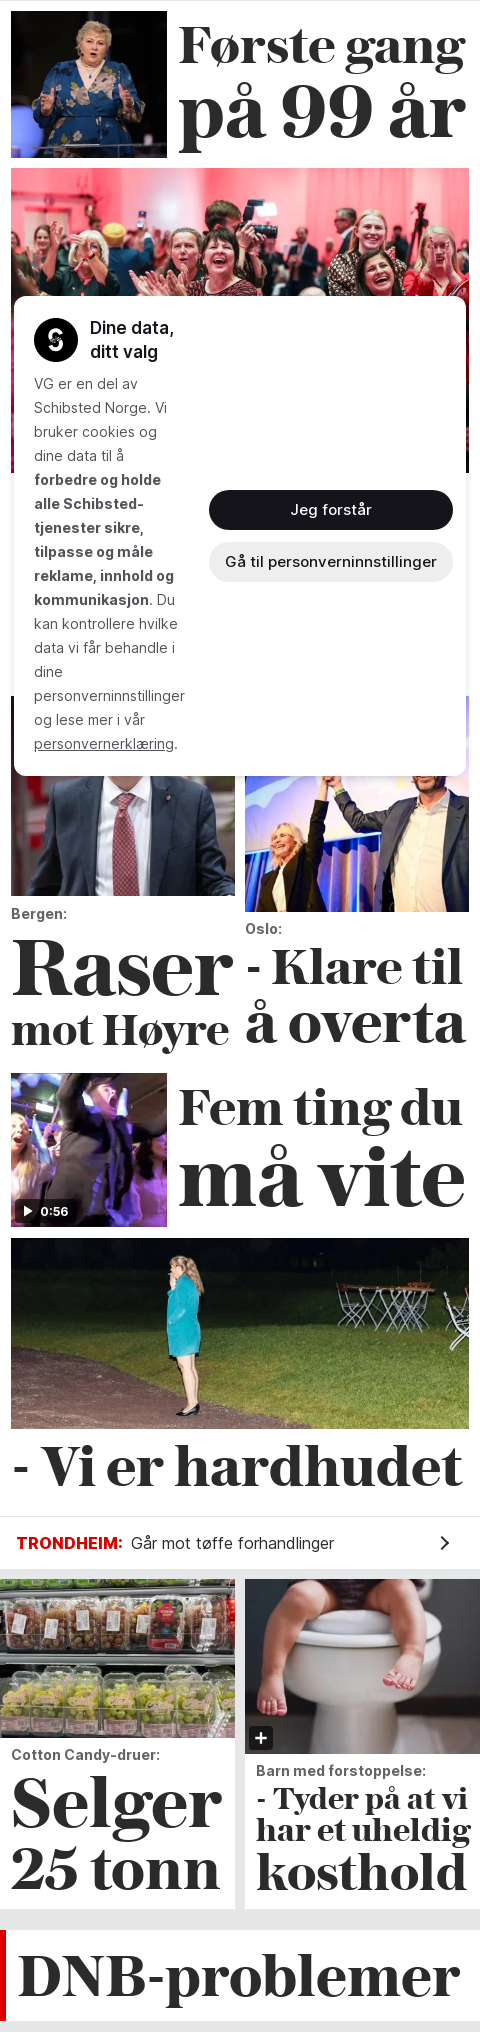 Første gang
på 99 år
Dine data,
ditt valg
VG er en del av
Schibsted Norge. Vi
bruker cookies og
dine data til å
forbedre og holde
alle Schibsted-
tjenester sikre,
tilpasse og måle
reklame, innhold og
kommunikasjon. Du
kan kontrollere hvilke
data vi får behandle i
dine
personverninnstillinger
og lese mer i vår
personvernerklæring.
Jeg forstår
Gå til personverninnstillinger
Bergen:
Raser
mot Høyre
Oslo:
- Klare til
å overta
0:56
Fem ting du
må vite
- Vi er hardhudet
TRONDHEIM: Går mot tøffe forhandlinger
Cotton Candy-druer:
Selger
25 tonn
Barn med forstoppelse:
- Tyder på at vi
har et uheldig
kosthold
DNB-problemer